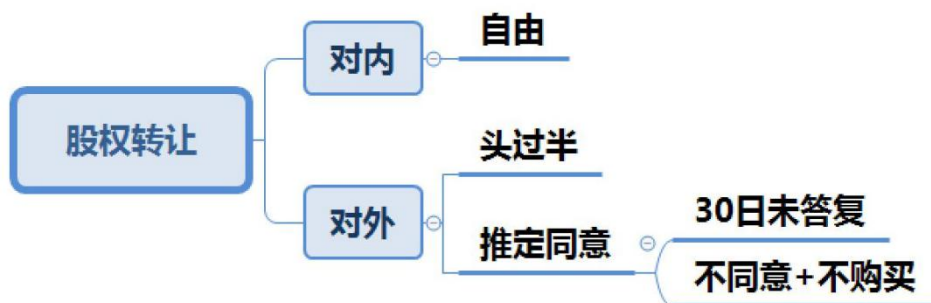 股权转让
对内
自由
对外
头过半
推定同意
30日未答复
不同意+不购买